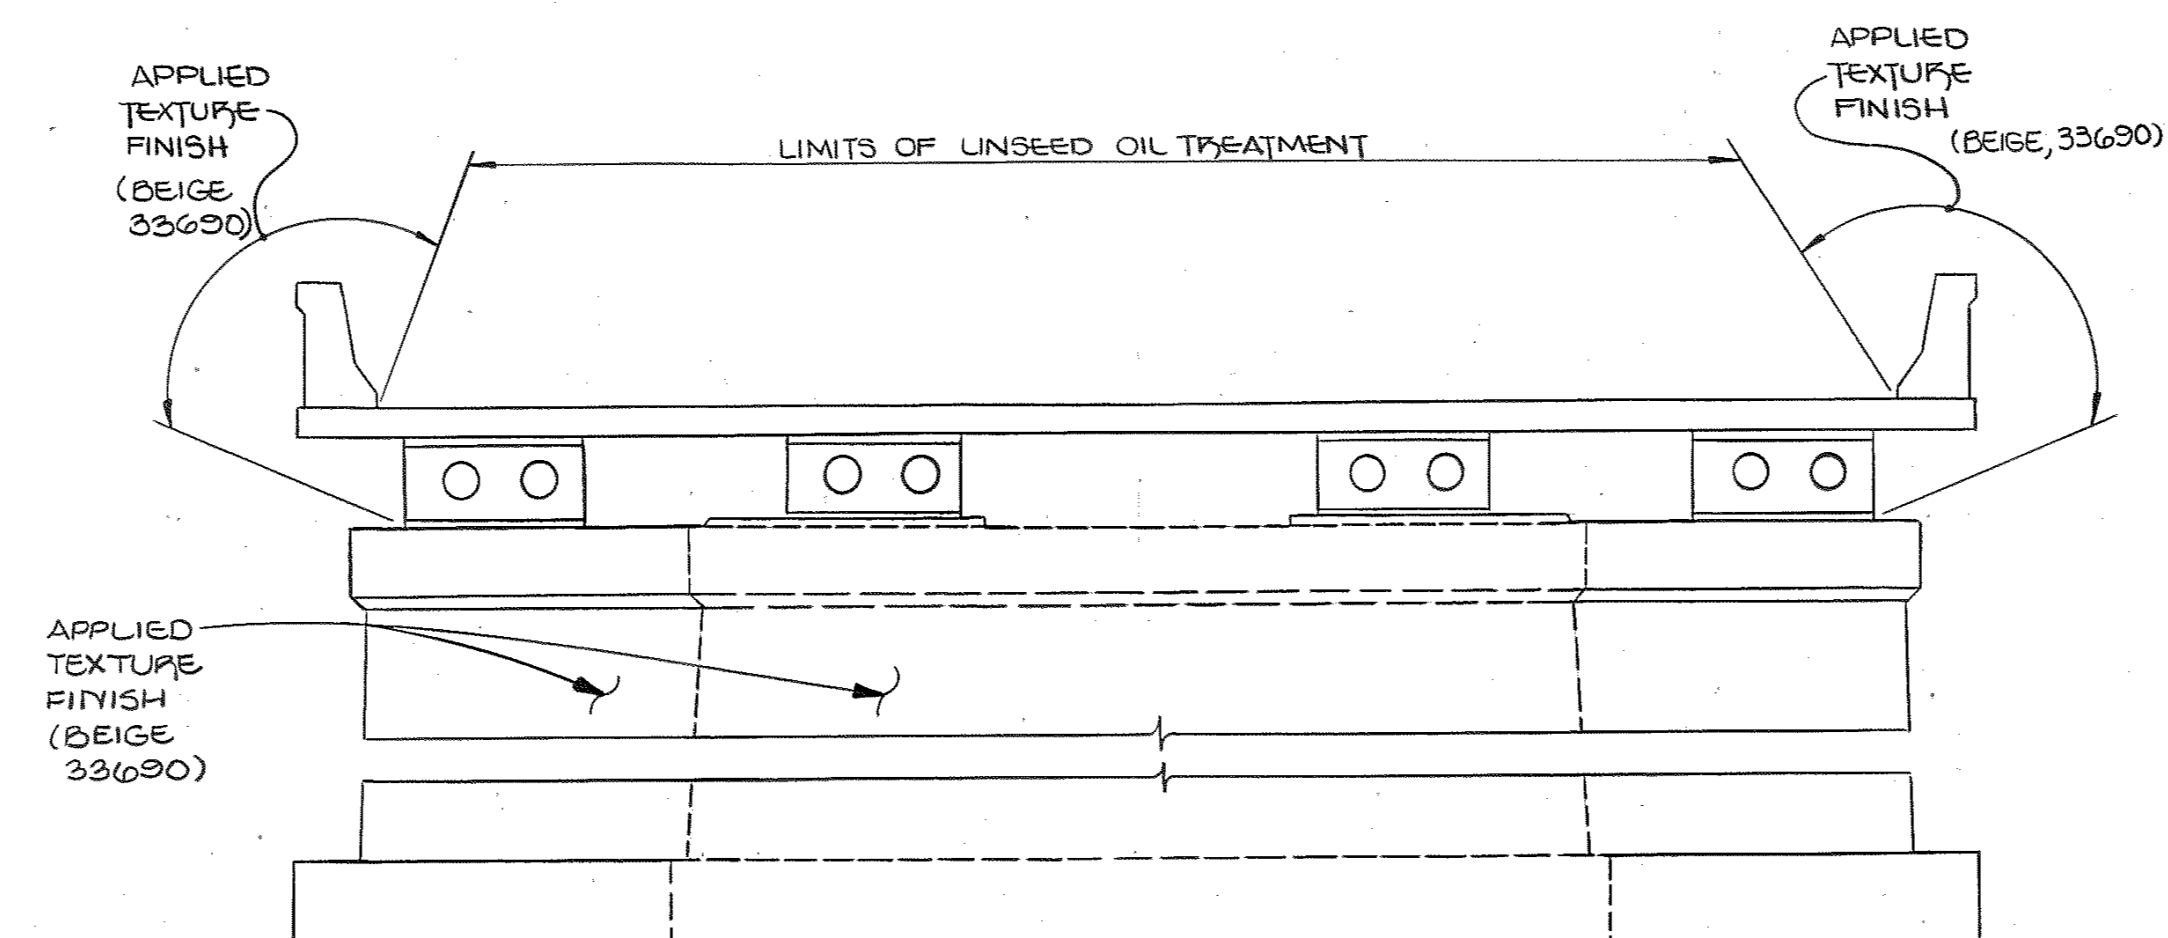 APPLIED
TEXTURE
FINISH
(BEIGE
33690)
LIMITS OF LINSEED OIL TREATMENT
APPLIED
TEXTURE
FINISH
(BEIGE, 33690)
APPLIED
TEXTURE
FINISH
(BEIGE
33690)